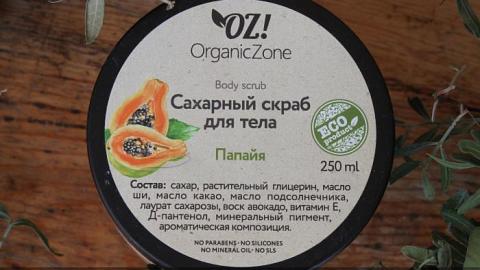 OZ!
OrganicZone
Body scrub
Сахарный скраб
для тела
Папайя
ECO
product
250 ml
Состав: сахар, растительный глицерин, масло
ши, масло какао, масло подсолнечника,
лаурат сахарозы, воск авокадо, витамин Е,
Д-пантенол, минеральный пигмент,
ароматическая композиция.
NO PARABENS · NO SILICONES
NO MINERAL OIL · NO SLS